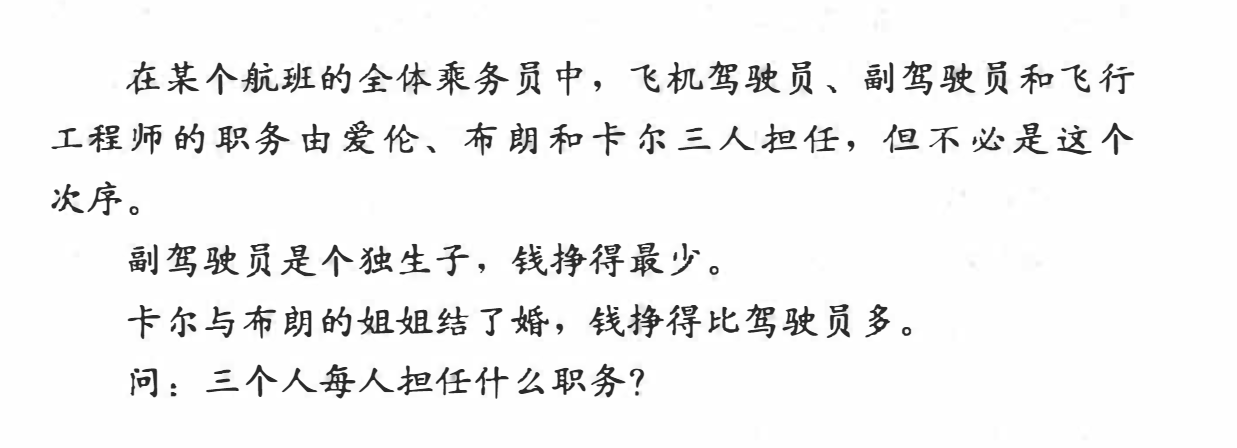 在某个航班的全体乘务员中，飞机驾驶员、副驾驶员和飞行
工程师的职务由爱伦、布朗和卡尔三人担任，但不必是这个
次序。
副驾驶员是个独生子，钱挣得最少。
卡尔与布朗的姐姐结了婚，钱挣得比驾驶员多。
问：三个人每人担任什么职务？